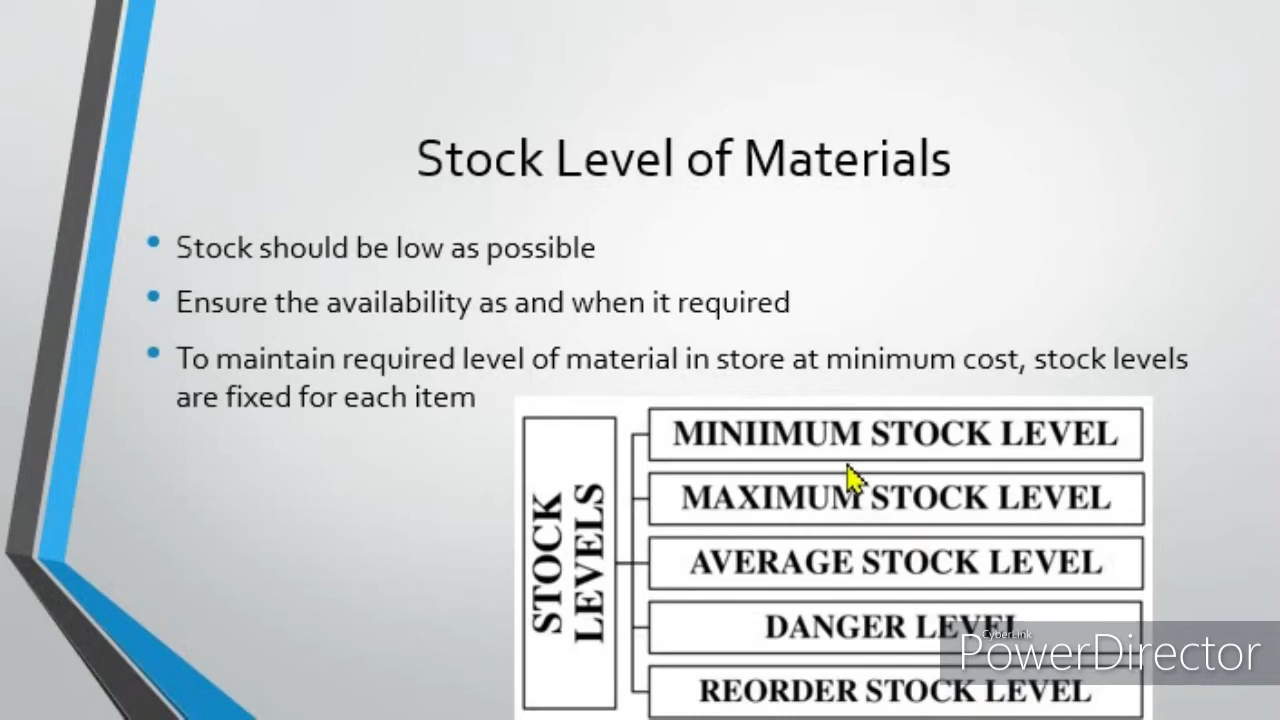 Stock Level of Materials
• Stock should be low as possible
• Ensure the availability as and when it required
• To maintain required level of material in store at minimum cost, stock levels
are fixed for each item
STOCK
LEVELS
MINIIMUM STOCK LEVEL
MAXIMUM STOCK LEVEL
AVERAGE STOCK LEVEL
DANGER LEVEL
REORDER STOCK LEVEL
CyberLink
PowerDirector